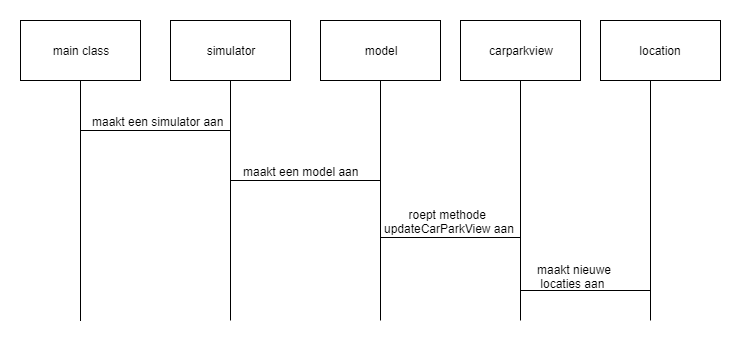 main class
simulator
model
carparkview
location
maakt een simulator aan
maakt een model aan
roept methode
updateCarParkView aan
maakt nieuwe
locaties aan